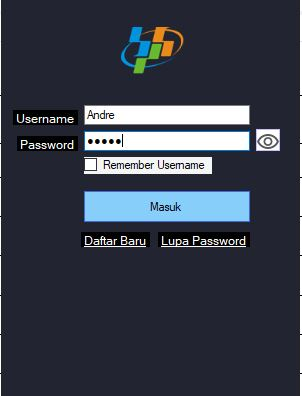 Username
Andre
Password
•••••
Remember Username
Masuk
Daftar Baru Lupa Password